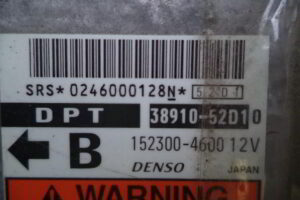 SRS*0246000128N*
DPT 38910-52D10
B 152300-4600 12V
DENSO JAPAN
WARNING